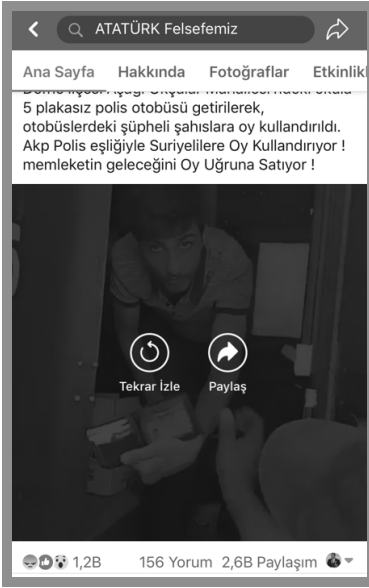 ATATÜRK Felsefemiz
Ana Sayfa Hakkında Fotoğraflar Etkinlikl
5 plakasız polis otobüsü getirilerek,
otobüslerdeki şüpheli şahıslara oy kullandırıldı.
Akp Polis eşliğiyle Suriyelilere Oy Kullandırıyor !
memleketin geleceğini Oy Uğruna Satıyor !
Tekrar İzle Paylaş
1,2B 156 Yorum 2,6B Paylaşım